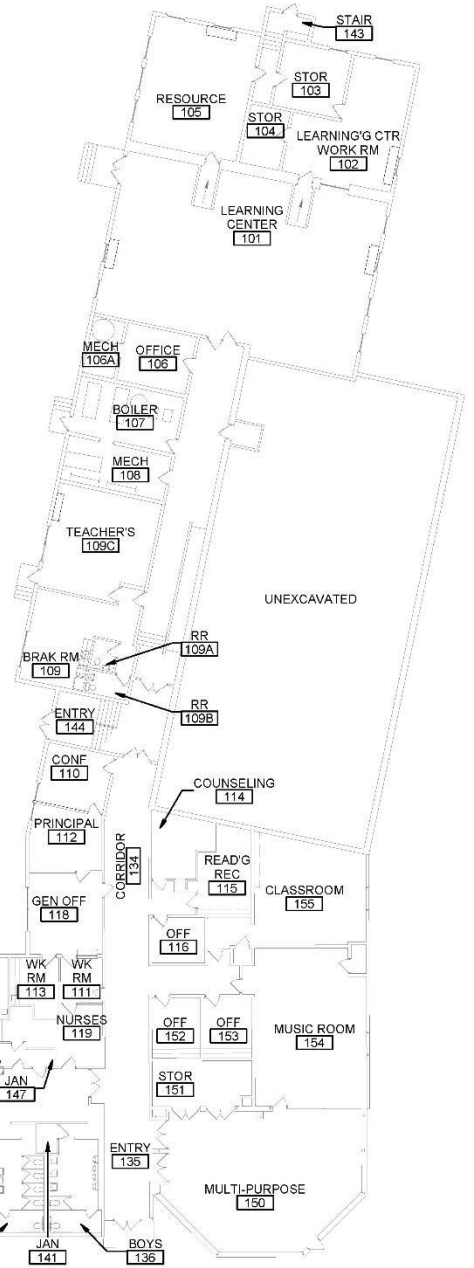 STAIR
143
STOR
103
RESOURCE
105
STOR
104
LEARNING'G CTR
WORK RM
102
LEARNING
CENTER
101
MECH
106A
OFFICE
106
BOILER
107
MECH
108
TEACHER'S
109C
UNEXCAVATED
RR
109A
BRAK RM
109
RR
109B
ENTRY
144
CONF
110
COUNSELING
114
PRINCIPAL
112
CORRIDOR
134
READ'G
REC
115
CLASSROOM
155
GEN OFF
118
OFF
116
WK
RM
113
WK
RM
111
NURSES
119
OFF
152
OFF
153
MUSIC ROOM
154
JAN
147
STOR
151
ENTRY
135
MULTI-PURPOSE
150
JAN
141
BOYS
136